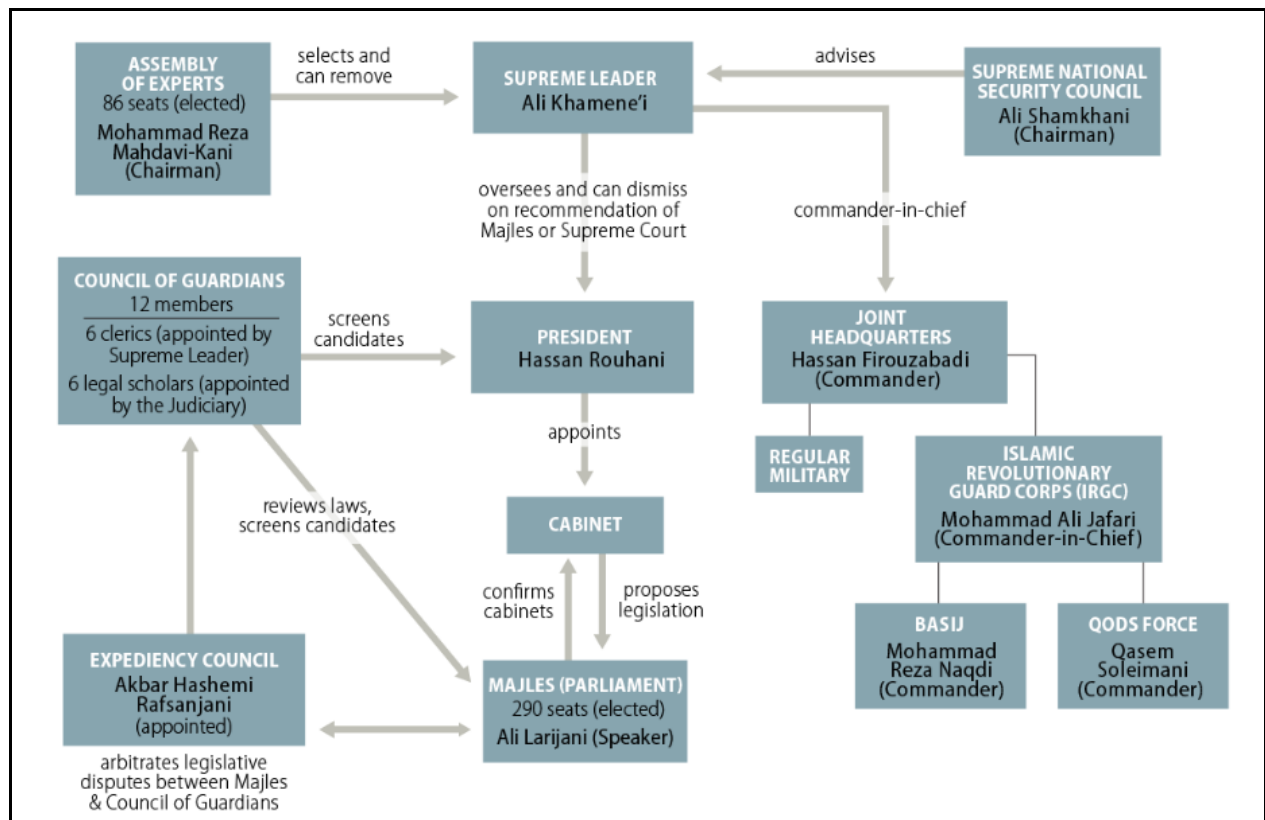 ASSEMBLY
OF EXPERTS
86 seats (elected)
Mohammad Reza
Mahdavi-Kani
(Chairman)
selects and
can remove
SUPREME LEADER
Ali Khamene’i
advises
SUPREME NATIONAL
SECURITY COUNCIL
Ali Shamkhani
(Chairman)
oversees and can dismiss
on recommendation of
Majles or Supreme Court
commander-in-chief
COUNCIL OF GUARDIANS
12 members
6 clerics (appointed by
Supreme Leader)
6 legal scholars (appointed
by the Judiciary)
screens
candidates
PRESIDENT
Hassan Rouhani
JOINT
HEADQUARTERS
Hassan Firouzabadi
(Commander)
appoints
REGULAR
MILITARY
ISLAMIC
REVOLUTIONARY
GUARD CORPS (IRGC)
Mohammad Ali Jafari
(Commander-in-Chief)
reviews laws,
screens candidates
CABINET
confirms
cabinets
proposes
legislation
BASIJ
Mohammad
Reza Naqdi
(Commander)
QODS FORCE
Qasem
Soleimani
(Commander)
EXPEDIENCY COUNCIL
Akbar Hashemi
Rafsanjani
(appointed)
MAJLES (PARLIAMENT)
290 seats (elected)
Ali Larijani (Speaker)
arbitrates legislative
disputes between Majles
& Council of Guardians